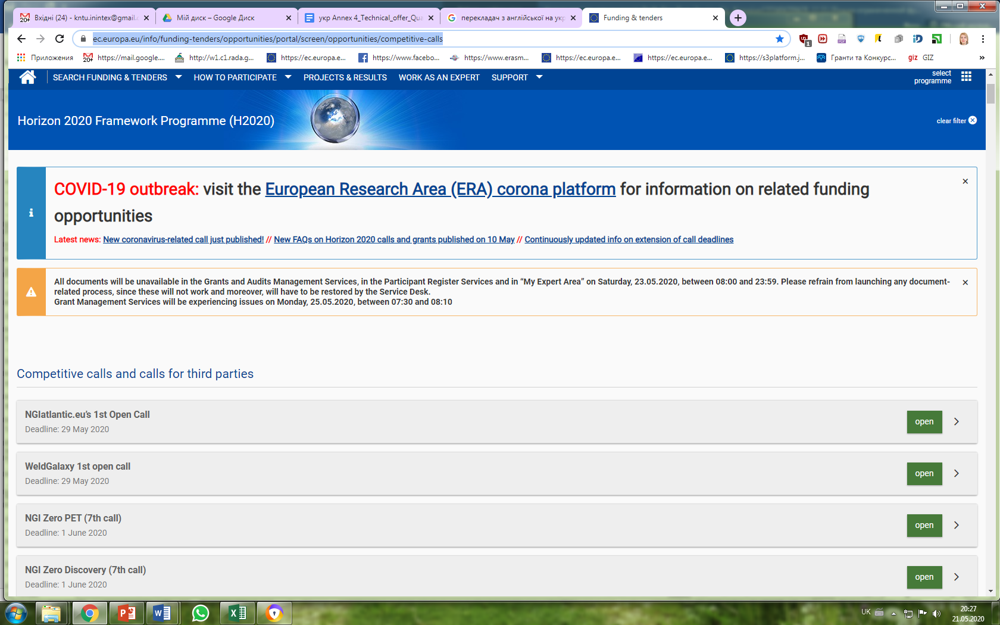 Вхідні (24) - kntu.inintex@gmail.c
Мій диск – Google Диск
укр Annex 4_Technical_offer_Qua
перекладач з англійської на укр
Funding & tenders
ec.europa.eu/info/funding-tenders/opportunities/portal/screen/opportunities/competitive-calls
Приложения
https://mail.google....
http://w1.c1.rada.g...
https://ec.europa.e...
https://www.facebo...
https://www.erasm...
https://ec.europa.e...
https://ec.europa.e...
https://s3platform.j...
Гранти та Конкурс...
giz GIZ
»
SEARCH FUNDING & TENDERS
HOW TO PARTICIPATE
PROJECTS & RESULTS
WORK AS AN EXPERT
SUPPORT
select
programme
Horizon 2020 Framework Programme (H2020)
clear filter
COVID-19 outbreak: visit the European Research Area (ERA) corona platform for information on related funding
opportunities
Latest news: New coronavirus-related call just published! // New FAQs on Horizon 2020 calls and grants published on 10 May // Continuously updated info on extension of call deadlines
All documents will be unavailable in the Grants and Audits Management Services, in the Participant Register Services and in “My Expert Area” on Saturday, 23.05.2020, between 08:00 and 23:59. Please refrain from launching any document-
related process, since these will not work and moreover, will have to be restored by the Service Desk.
Grant Management Services will be experiencing issues on Monday, 25.05.2020, between 07:30 and 08:10
Competitive calls and calls for third parties
NGIatlantic.eu’s 1st Open Call
Deadline: 29 May 2020
open
WeldGalaxy 1st open call
Deadline: 29 May 2020
open
NGI Zero PET (7th call)
Deadline: 1 June 2020
open
NGI Zero Discovery (7th call)
Deadline: 1 June 2020
open
UK
20:27
21.05.2020